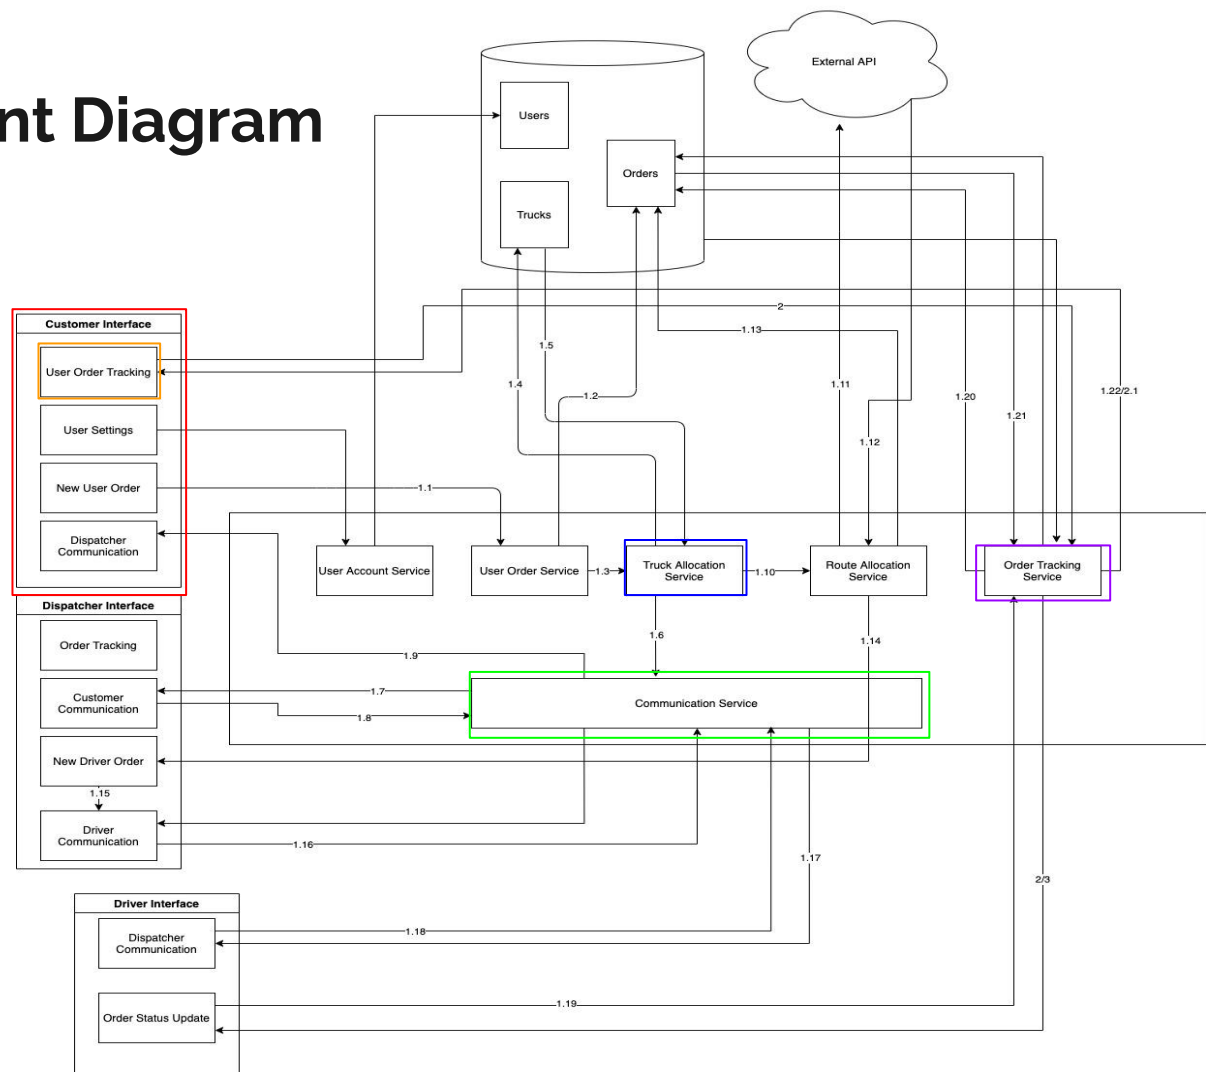 nt Diagram
External API
Users
Orders
Trucks
2
1.13
1.5
1.4
1.2
1.11
1.20
1.22/2.1
1.21
1.12
Customer Interface
User Order Tracking
User Settings
New User Order
1.1
Dispatcher
Communication
User Account Service
User Order Service
1.3
Truck Allocation
Service
1.10
Route Allocation
Service
Order Tracking
Service
Dispatcher Interface
Order Tracking
1.6
1.14
1.9
Customer
Communication
1.7
1.8
Communication Service
New Driver Order
1.15
Driver
Communication
1.16
1.17
2/3
Driver Interface
Dispatcher
Communication
1.18
Order Status Update
1.19